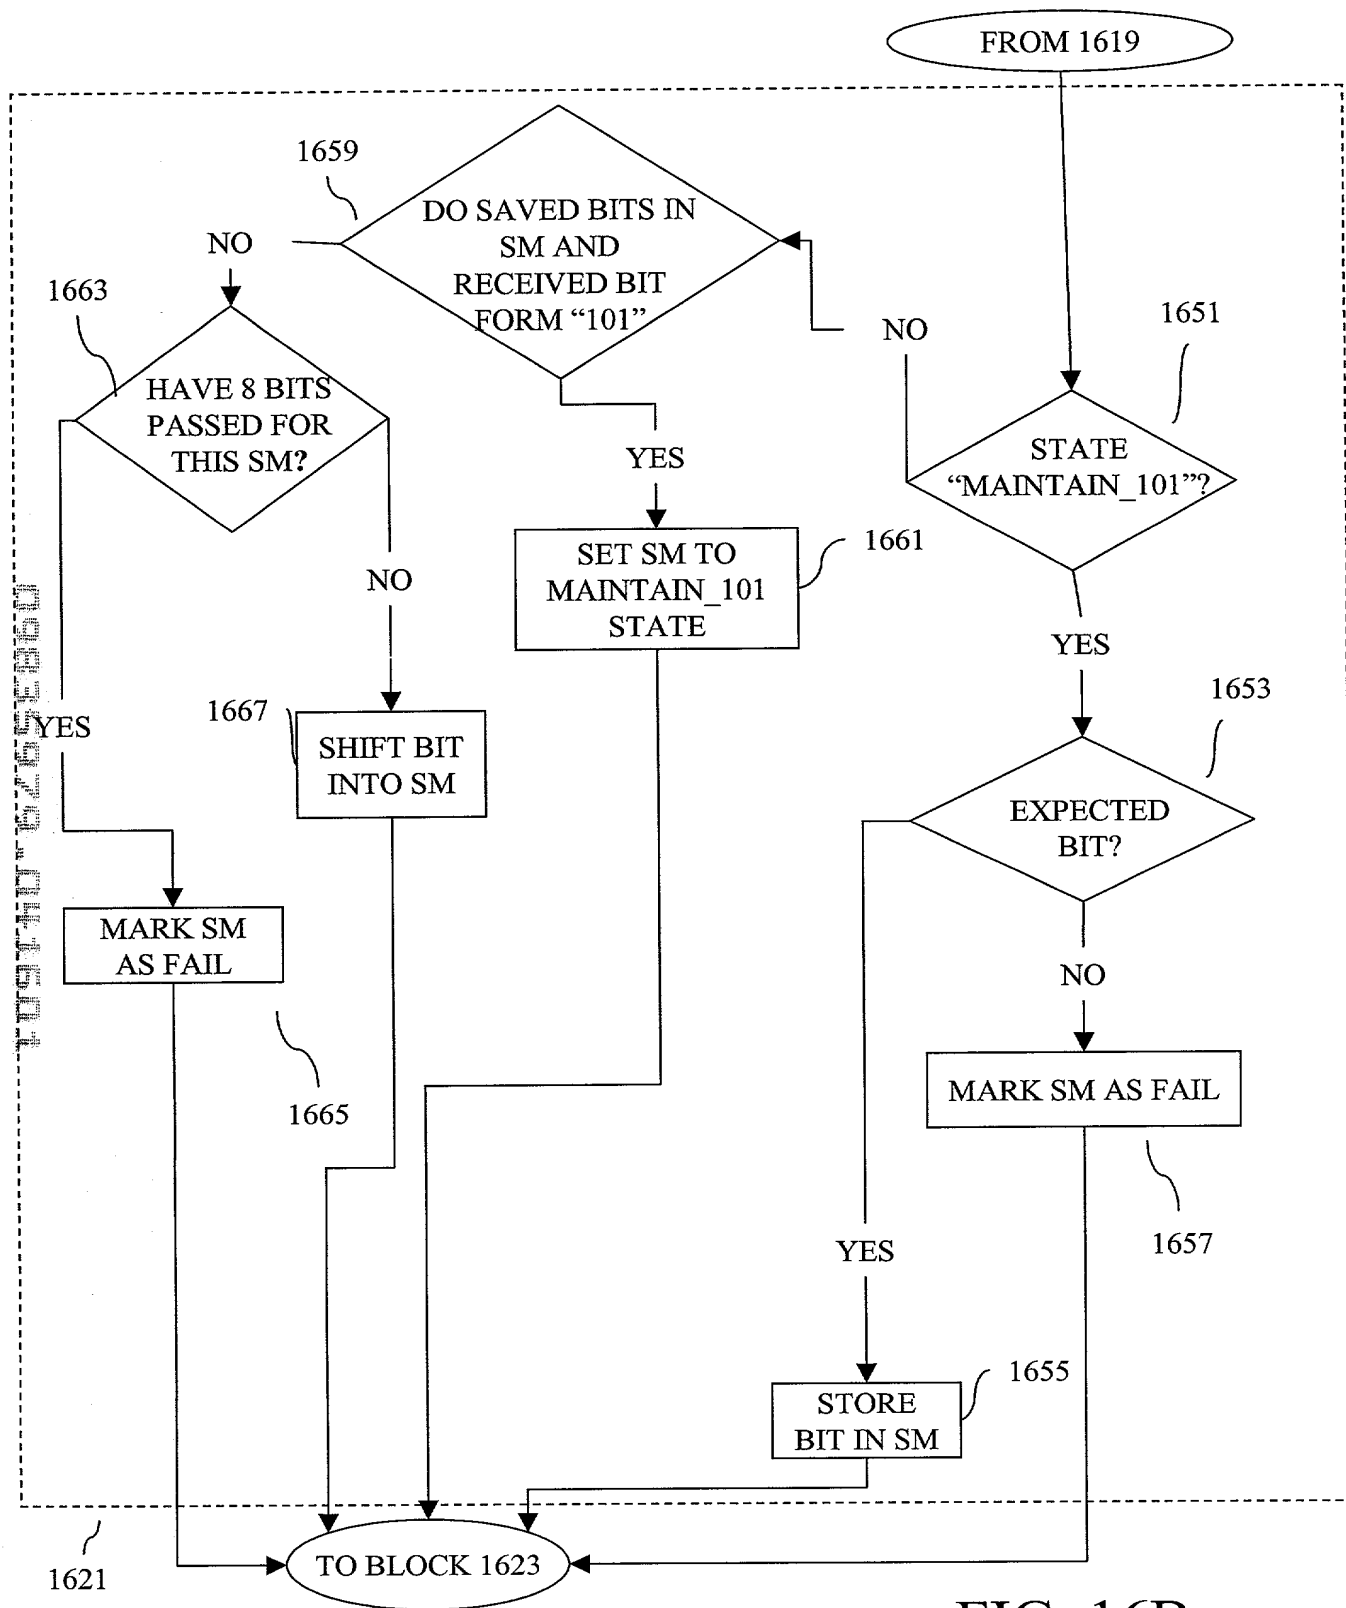 FROM 1619
1659
DO SAVED BITS IN
SM AND
RECEIVED BIT
FORM “101”
NO
1663
HAVE 8 BITS
PASSED FOR
THIS SM?
NO
1651
STATE
“MAINTAIN_101”?
YES
SET SM TO
MAINTAIN_101
STATE
1661
NO
YES
1653
YES
1667
SHIFT BIT
INTO SM
EXPECTED
BIT?
MARK SM
AS FAIL
NO
1665
MARK SM AS FAIL
1657
YES
1655
STORE
BIT IN SM
TO BLOCK 1623
1621